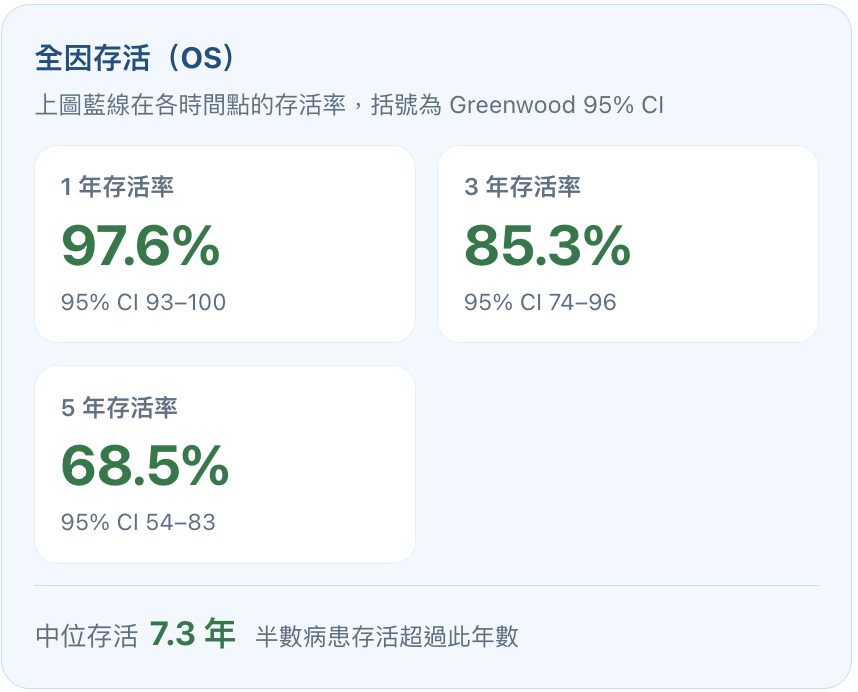 全因存活（OS）
上圖藍線在各時間點的存活率，括號為 Greenwood 95% CI
1 年存活率
97.6%
95% CI 93–100
3 年存活率
85.3%
95% CI 74–96
5 年存活率
68.5%
95% CI 54–83
中位存活 7.3 年 半數病患存活超過此年數